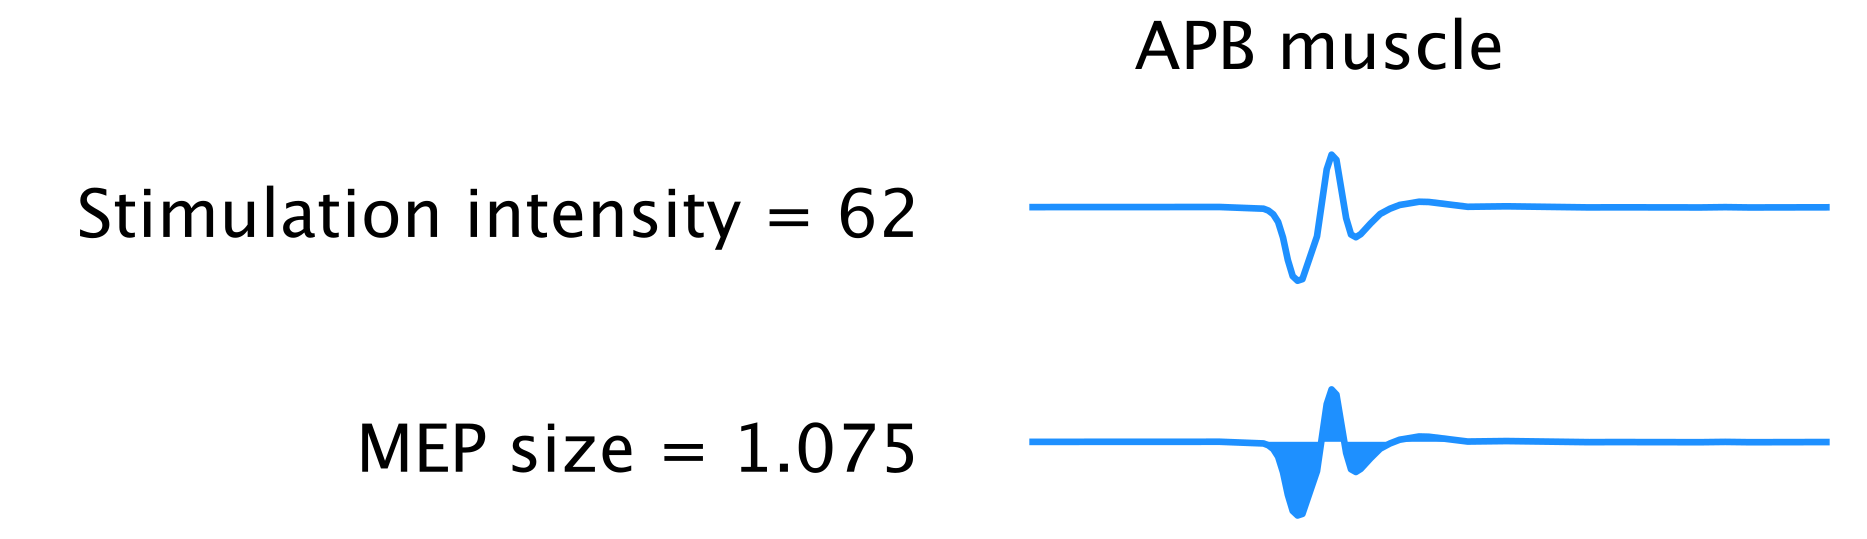 APB muscle
Stimulation intensity = 62
MEP size = 1.075